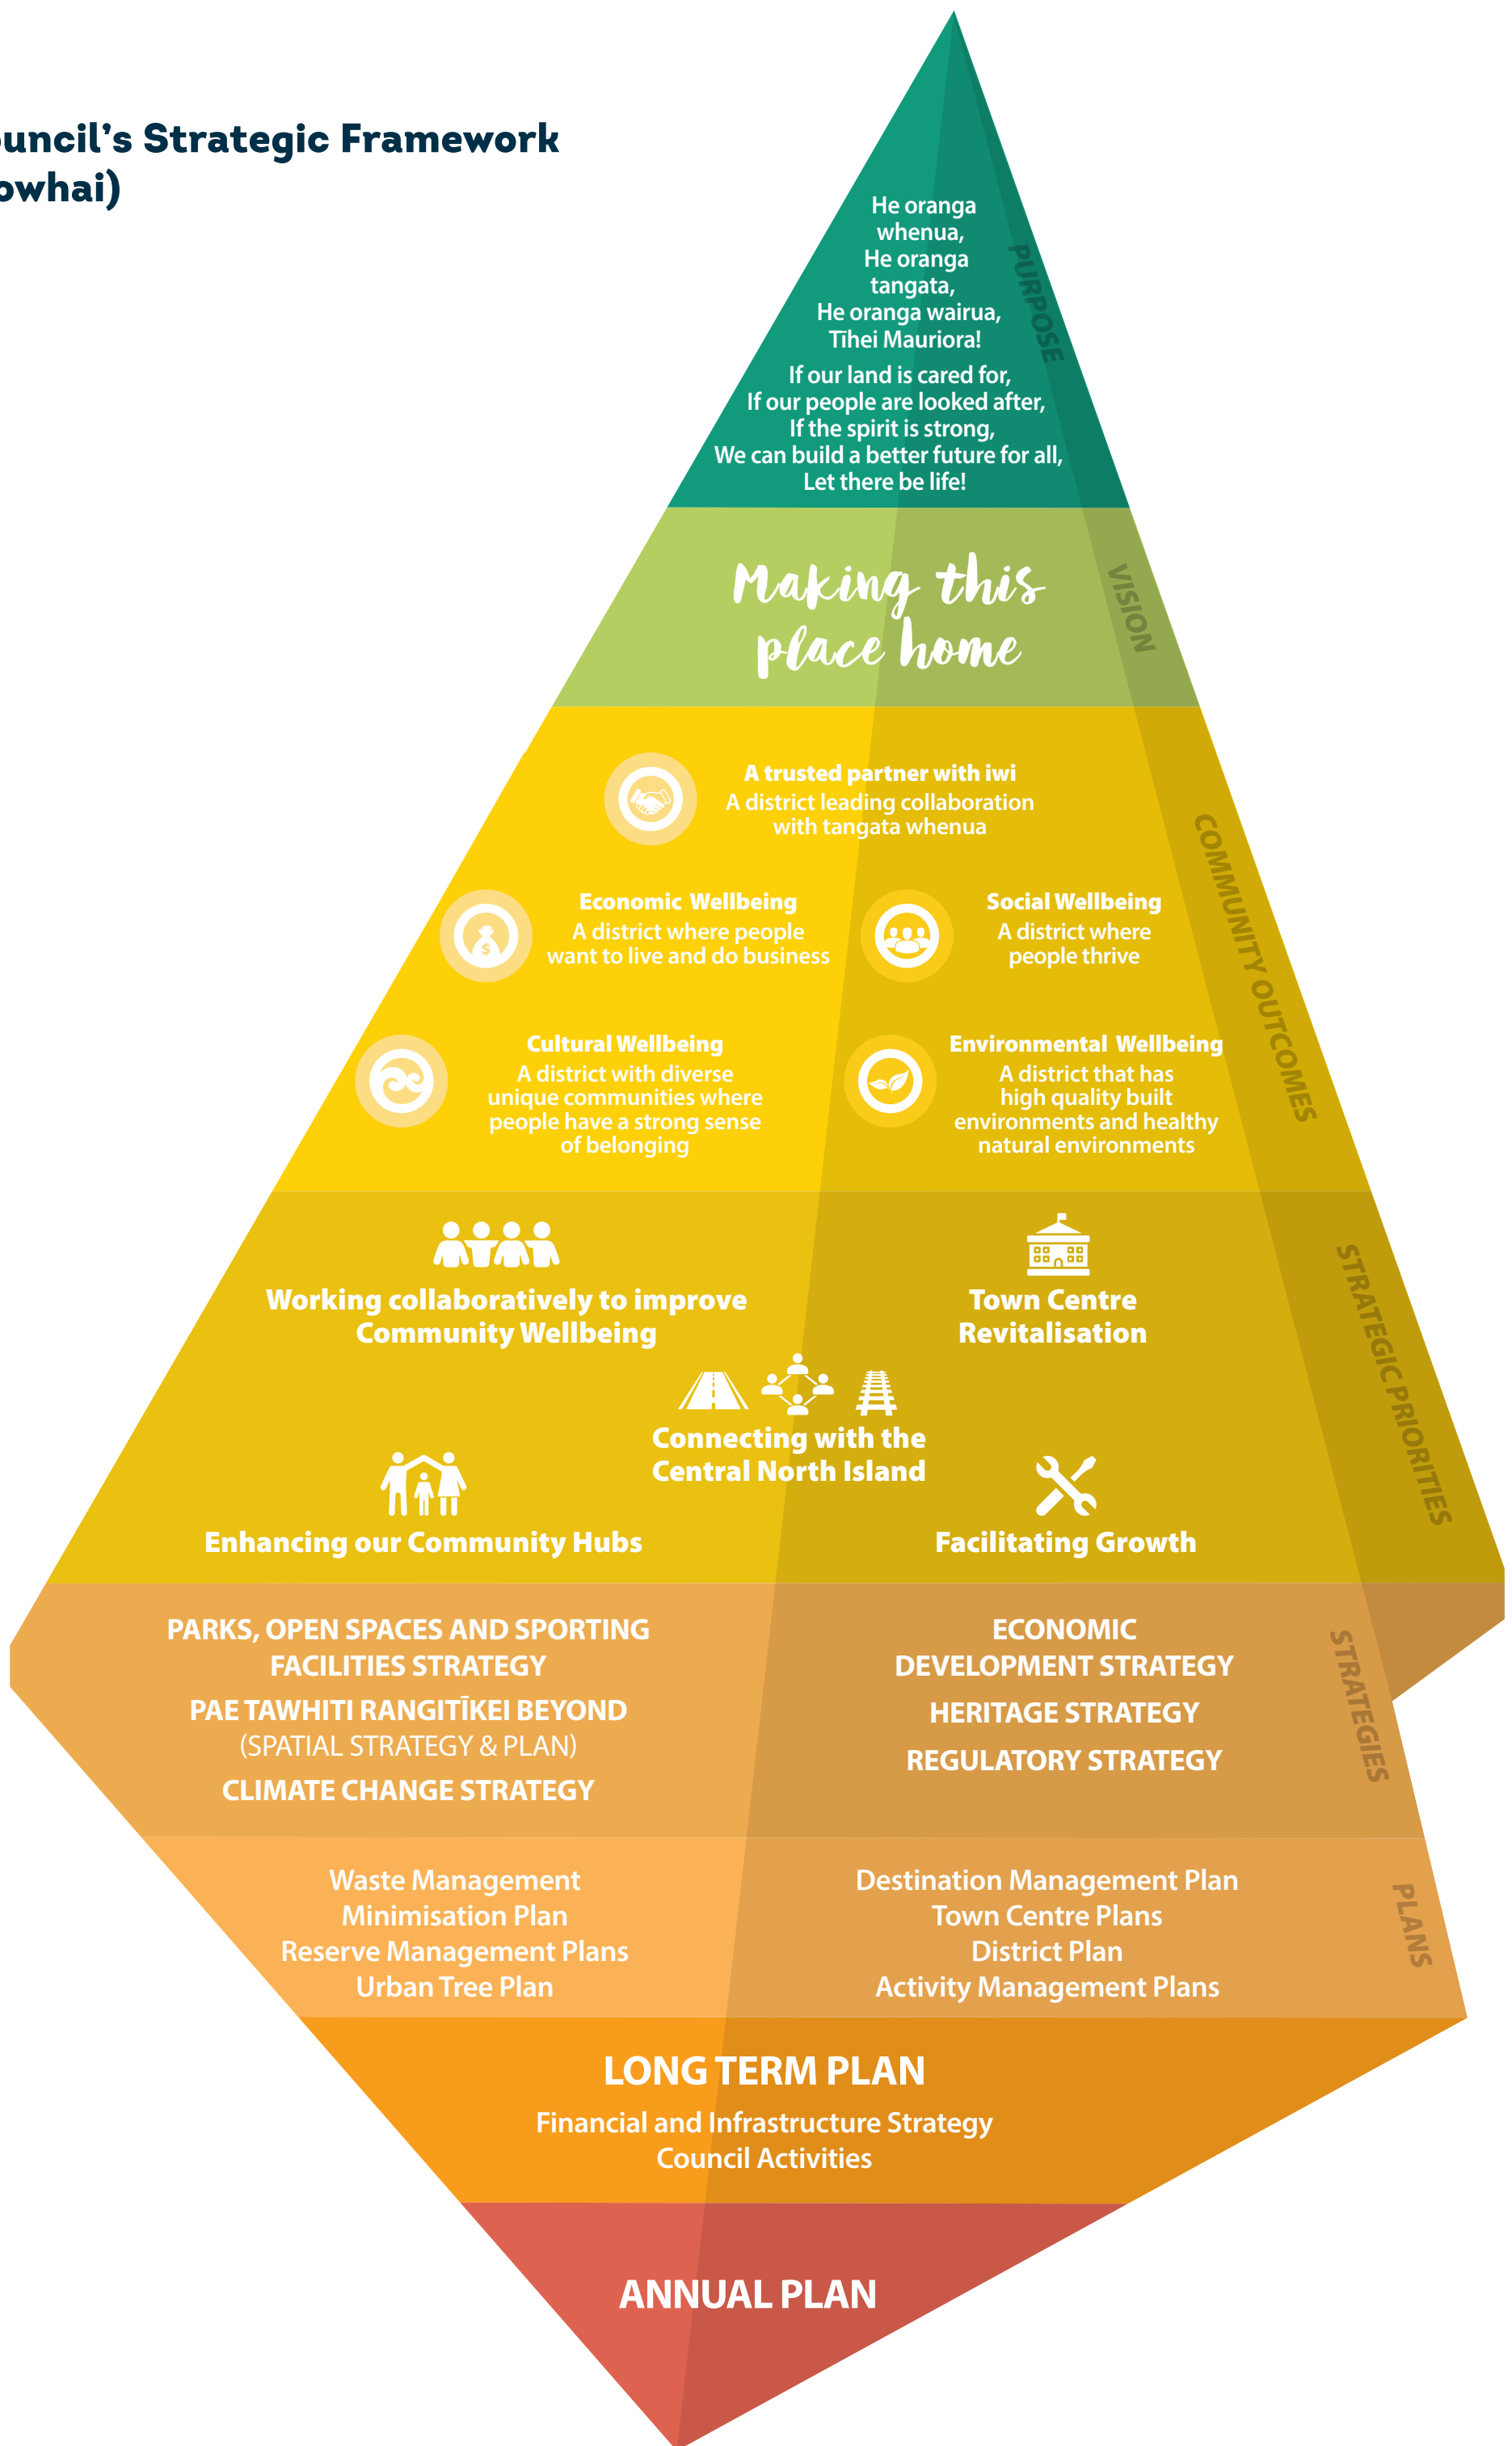 ouncil’s Strategic Framework
owhai)
He oranga
whenua,
He oranga
tangata,
He oranga wairua,
Tīhei Mauriora!
If our land is cared for,
If our people are looked after,
If the spirit is strong,
We can build a better future for all,
Let there be life!
PURPOSE
Making this
place home
VISION
A trusted partner with iwi
A district leading collaboration
with tangata whenua
Economic Wellbeing
A district where people
want to live and do business
Social Wellbeing
A district where
people thrive
Cultural Wellbeing
A district with diverse
unique communities where
people have a strong sense
of belonging
Environmental Wellbeing
A district that has
high quality built
environments and healthy
natural environments
COMMUNITY OUTCOMES
Working collaboratively to improve
Community Wellbeing
Town Centre
Revitalisation
Connecting with the
Central North Island
Enhancing our Community Hubs
Facilitating Growth
STRATEGIC PRIORITIES
PARKS, OPEN SPACES AND SPORTING
FACILITIES STRATEGY
PAE TAWHITI RANGITĪKEI BEYOND
(SPATIAL STRATEGY & PLAN)
CLIMATE CHANGE STRATEGY
ECONOMIC
DEVELOPMENT STRATEGY
HERITAGE STRATEGY
REGULATORY STRATEGY
STRATEGIES
Waste Management
Minimisation Plan
Reserve Management Plans
Urban Tree Plan
Destination Management Plan
Town Centre Plans
District Plan
Activity Management Plans
PLANS
LONG TERM PLAN
Financial and Infrastructure Strategy
Council Activities
ANNUAL PLAN